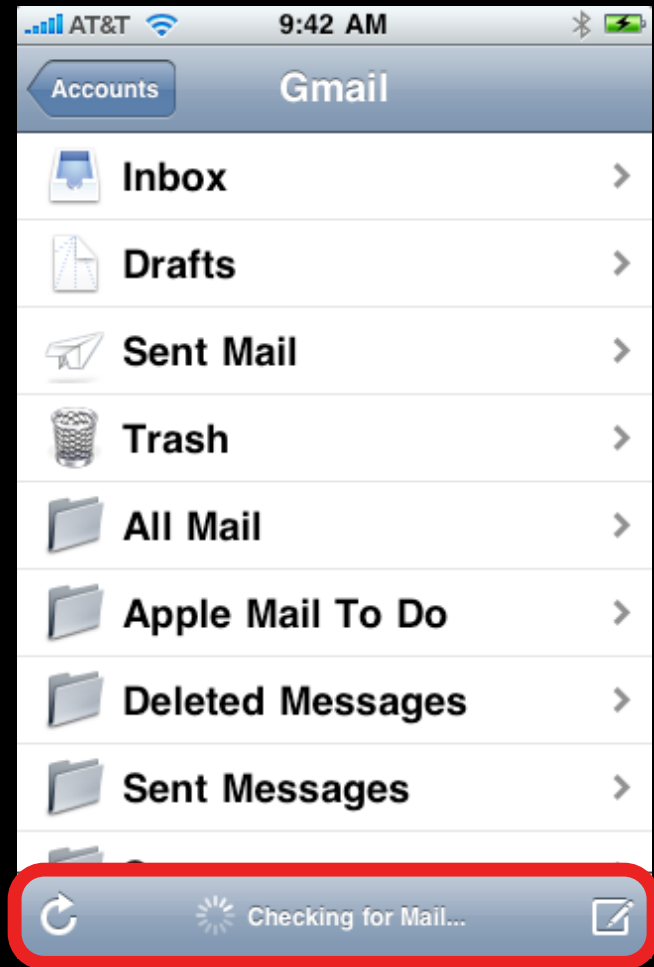 AT&T 9:42 AM
Accounts Gmail
Inbox
Drafts
Sent Mail
Trash
All Mail
Apple Mail To Do
Deleted Messages
Sent Messages
Checking for Mail...